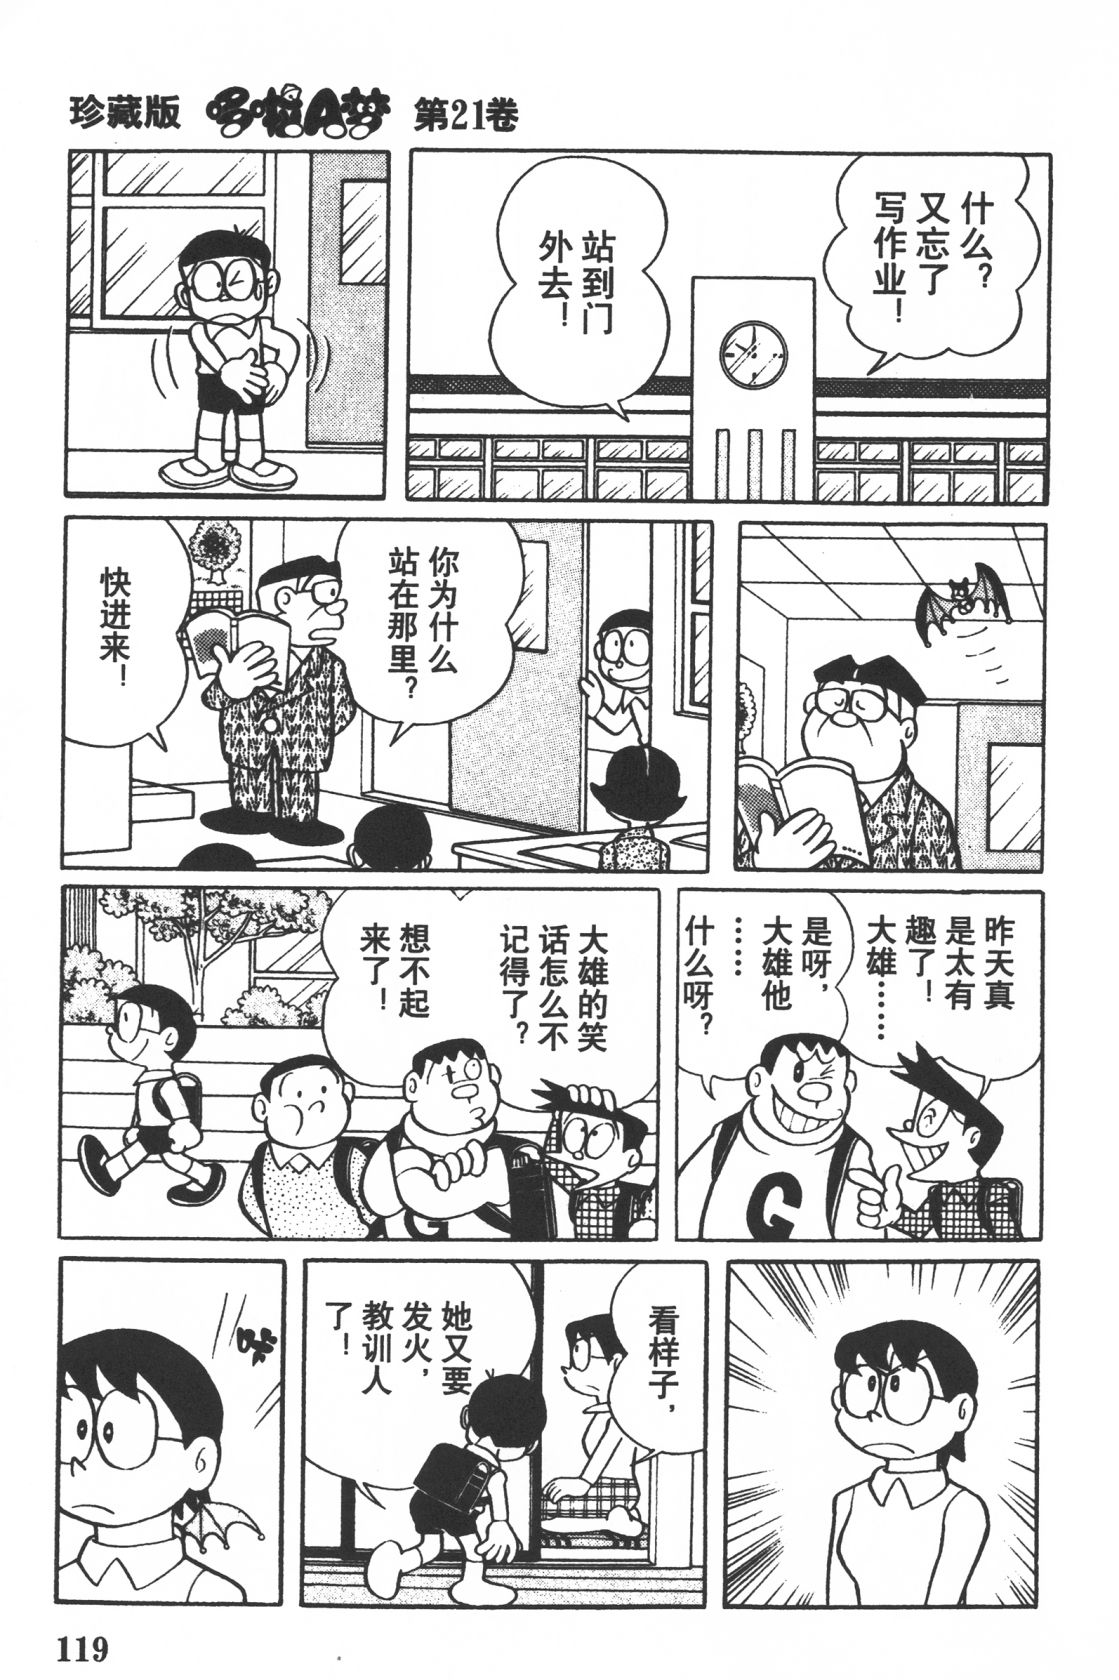 珍藏版 哆啦A梦 第21卷
什么?
又忘了
写作业!
站到门
外去!
你为什么
站在那里?
快进来!
昨天真
是太有
趣了!
大雄……
是呀,
大雄他
……
什么呀?
大雄的笑
话怎么不
记得了?
想不起
来了!
看样子,
她又要
发火,
教训人
了!
咔
G
G
119